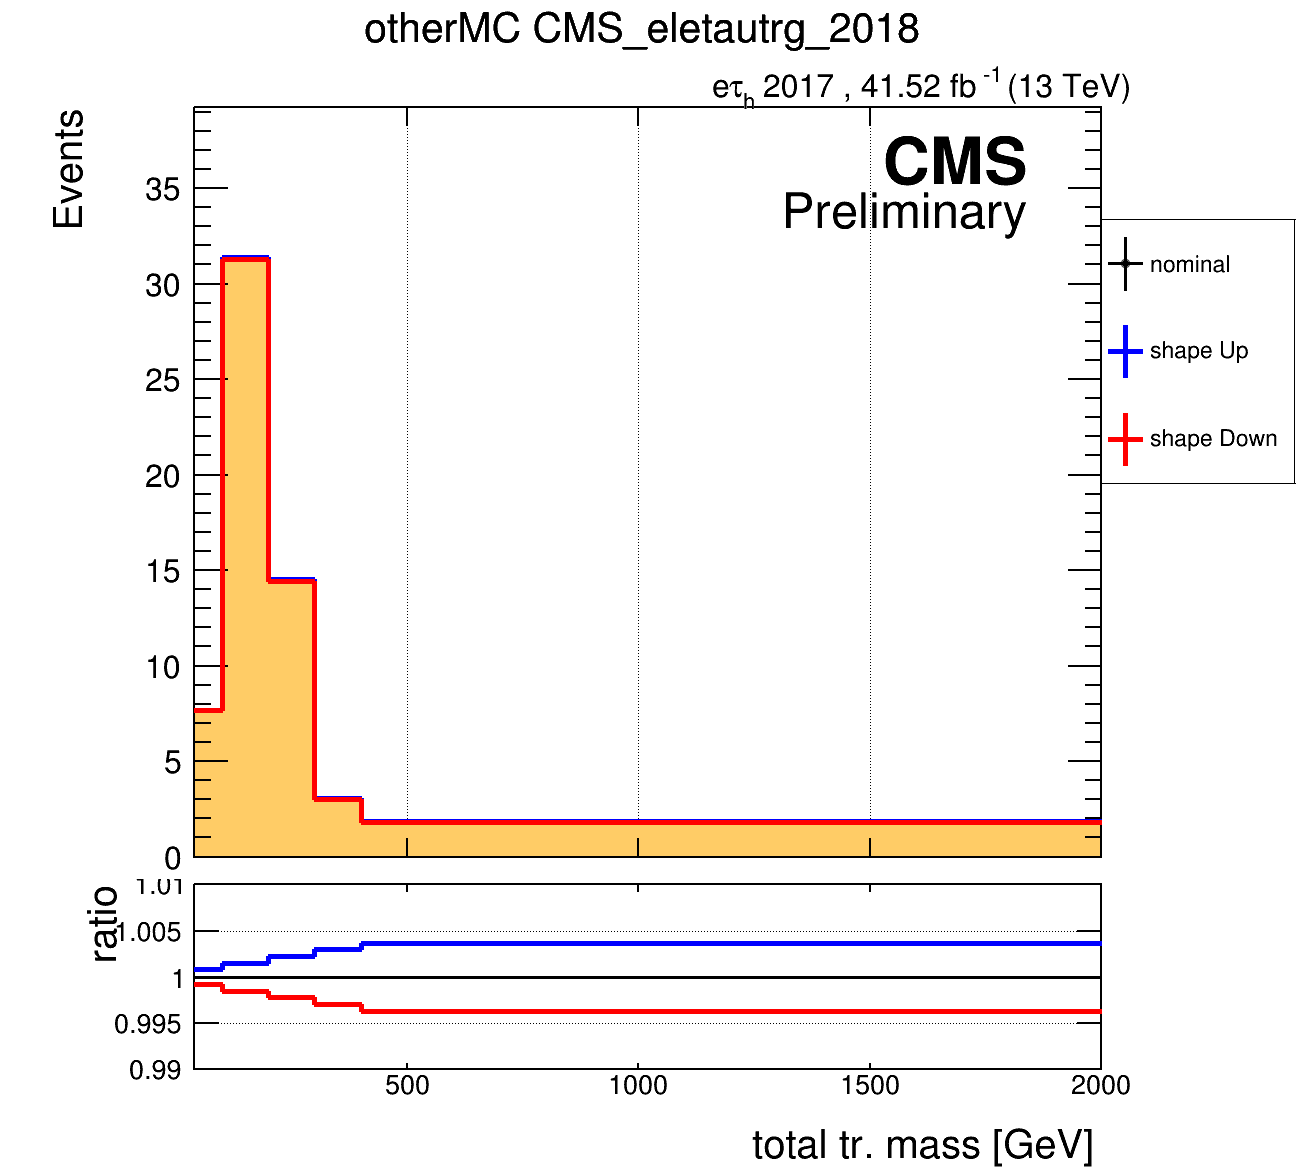 otherMC CMS_eletautrg_2018
eτh 2017 , 41.52 fb -1 (13 TeV)
Events
CMS
Preliminary
35
30
25
20
15
10
5
0
nominal
shape Up
shape Down
ratio
1.01
1.005
1
0.995
0.99
500 1000 1500 2000
total tr. mass [GeV]